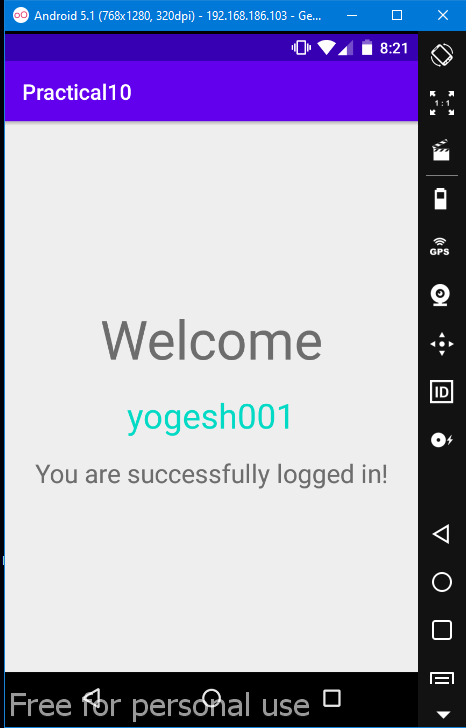 Android 5.1 (768x1280, 320dpi) - 192.168.186.103 - Ge...
8:21
Practical10
1 : 1
GPS
Welcome
yogesh001
ID
You are successfully logged in!
Free for personal use